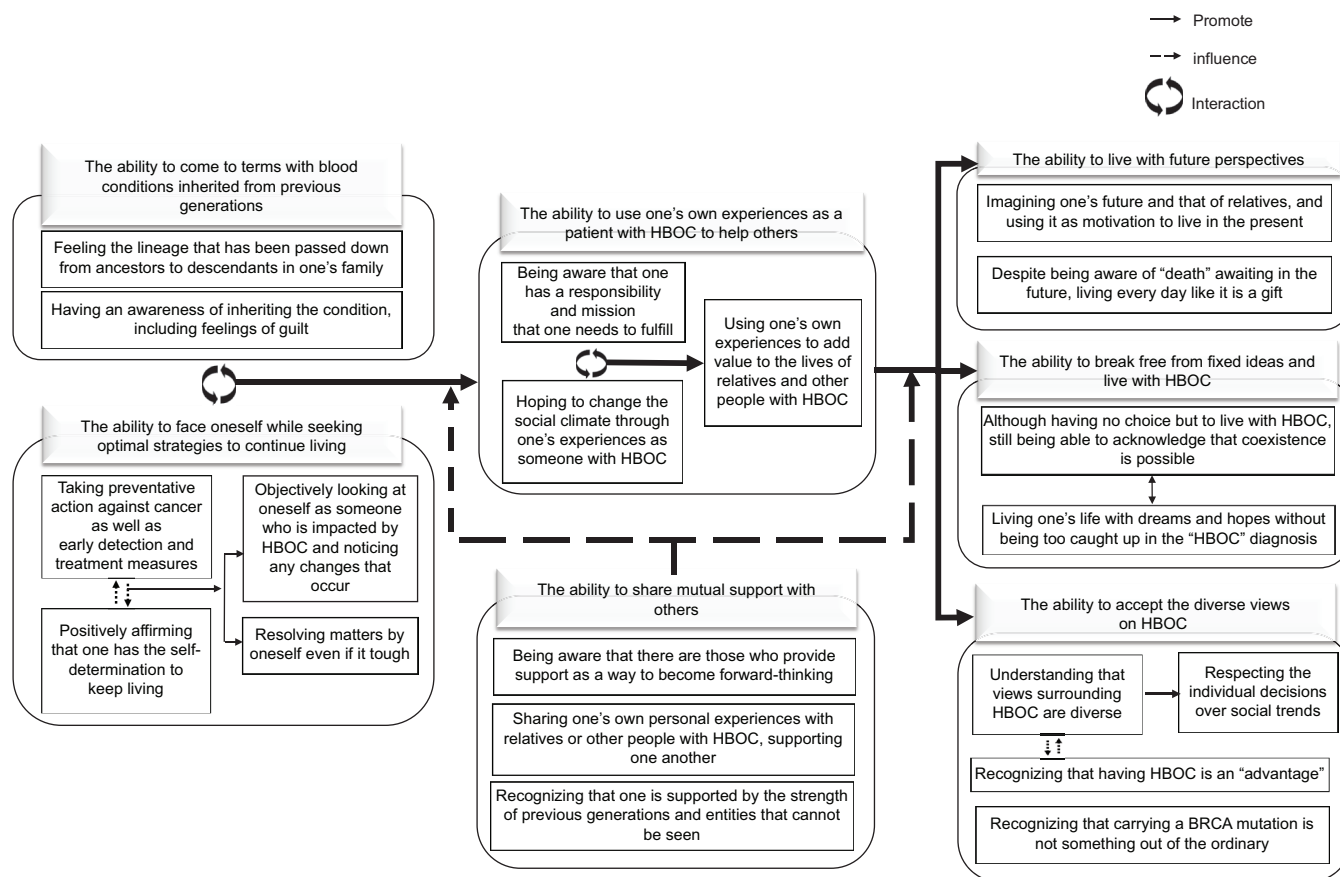 Promote
influence
Interaction
The ability to come to terms with blood
conditions inherited from previous
generations
Feeling the lineage that has been passed down
from ancestors to descendants in one's family
Having an awareness of inheriting the condition,
including feelings of guilt
The ability to face oneself while seeking
optimal strategies to continue living
Taking preventative
action against cancer
as well as
early detection and
treatment measures
Positively affirming
that one has the self-
determination to
keep living
Objectively looking at
oneself as someone
who is impacted by
HBOC and noticing
any changes that
occur
Resolving matters by
oneself even if it tough
The ability to use one's own experiences as a
patient with HBOC to help others
Being aware that one
has a responsibility
and mission
that one needs to fulfill
Hoping to change the
social climate through
one's experiences as
someone with HBOC
Using one's own
experiences to add
value to the lives of
relatives and other
people with HBOC
The ability to share mutual support with
others
Being aware that there are those who provide
support as a way to become forward-thinking
Sharing one's own personal experiences with
relatives or other people with HBOC, supporting
one another
Recognizing that one is supported by the strength
of previous generations and entities that cannot
be seen
The ability to live with future perspectives
Imagining one's future and that of relatives, and
using it as motivation to live in the present
Despite being aware of "death" awaiting in the
future, living every day like it is a gift
The ability to break free from fixed ideas and
live with HBOC
Although having no choice but to live with HBOC,
still being able to acknowledge that coexistence
is possible
Living one's life with dreams and hopes without
being too caught up in the "HBOC" diagnosis
The ability to accept the diverse views
on HBOC
Understanding that
views surrounding
HBOC are diverse
Respecting the
individual decisions
over social trends
Recognizing that having HBOC is an "advantage"
Recognizing that carrying a BRCA mutation is
not something out of the ordinary